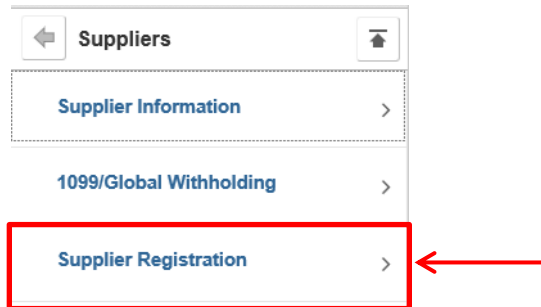 Suppliers
Supplier Information
1099/Global Withholding
Supplier Registration